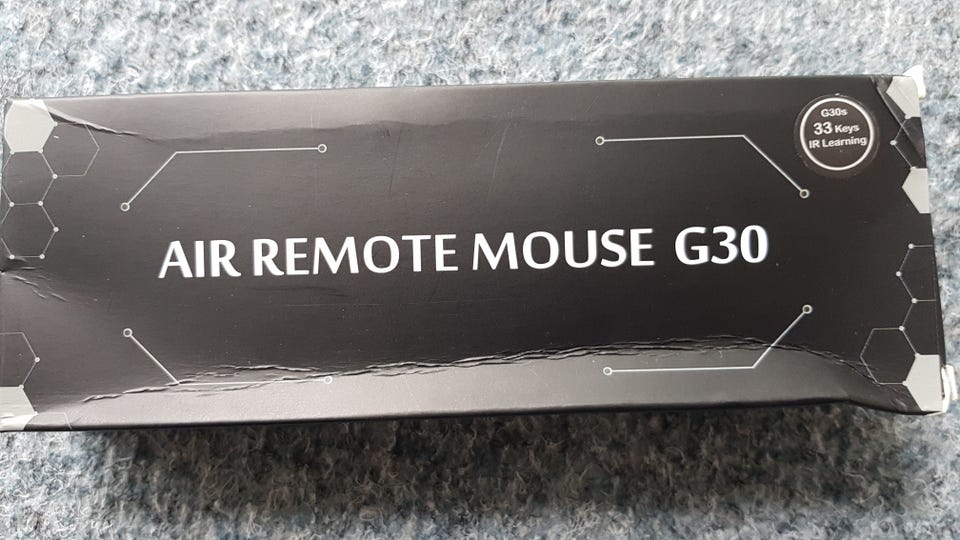 G30s
33 Keys
IR Learning
AIR REMOTE MOUSE G30